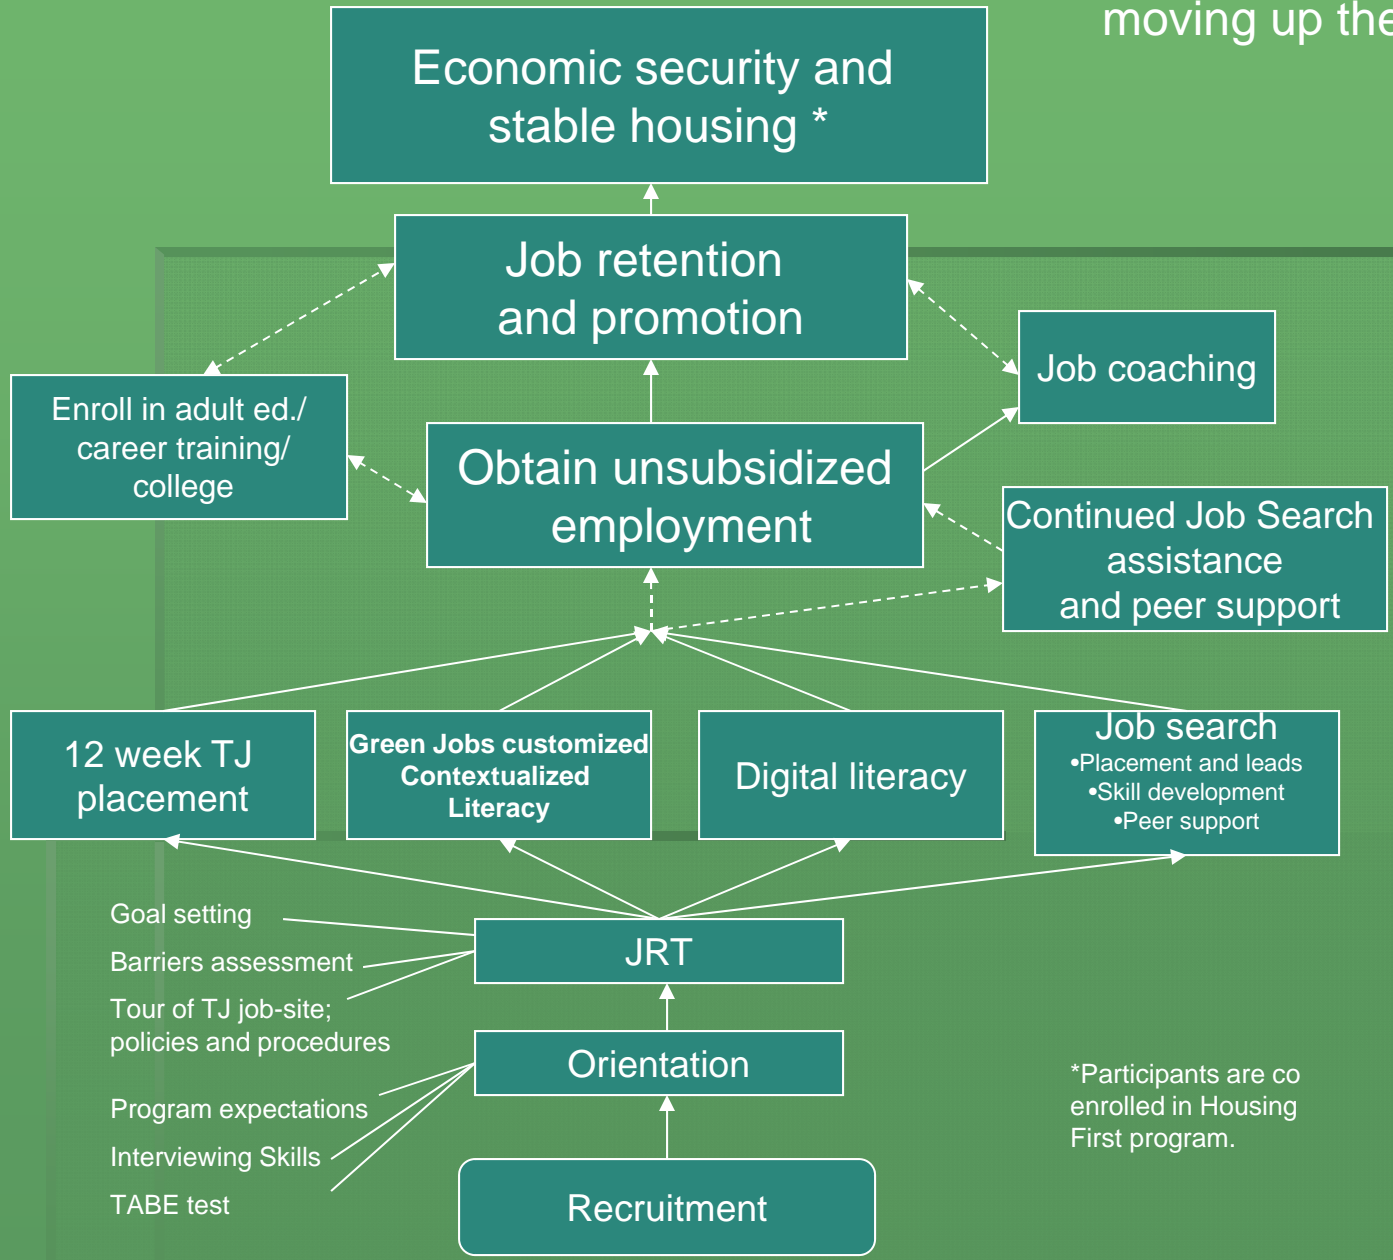 moving up the
Economic security and
stable housing *
Job retention
and promotion
Job coaching
Enroll in adult ed./
career training/
college
Obtain unsubsidized
employment
Continued Job Search
assistance
and peer support
12 week TJ
placement
Green Jobs customized
Contextualized
Literacy
Digital literacy
Job search
•Placement and leads
•Skill development
•Peer support
Goal setting
Barriers assessment
Tour of TJ job-site;
policies and procedures
JRT
Orientation
Program expectations
Interviewing Skills
TABE test
Recruitment
*Participants are co
enrolled in Housing
First program.